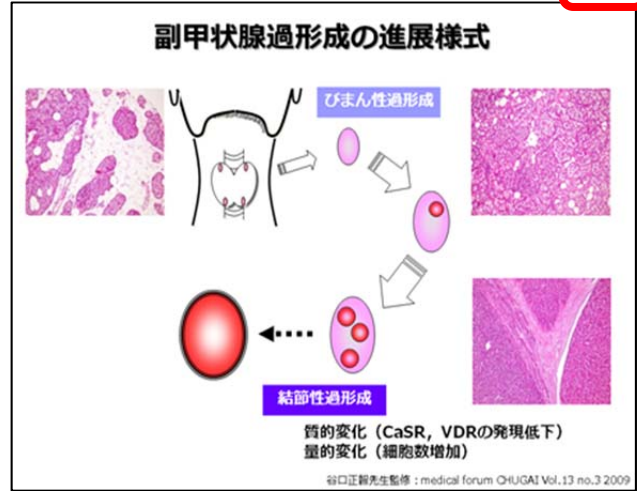 副甲状腺過形成の進展様式
びまん性過形成
結節性過形成
質的変化（CaSR，VDRの発現低下）
量的変化（細胞数増加）
谷口正智先生監修：medical forum CHUGAI Vol.13 no.3 2009